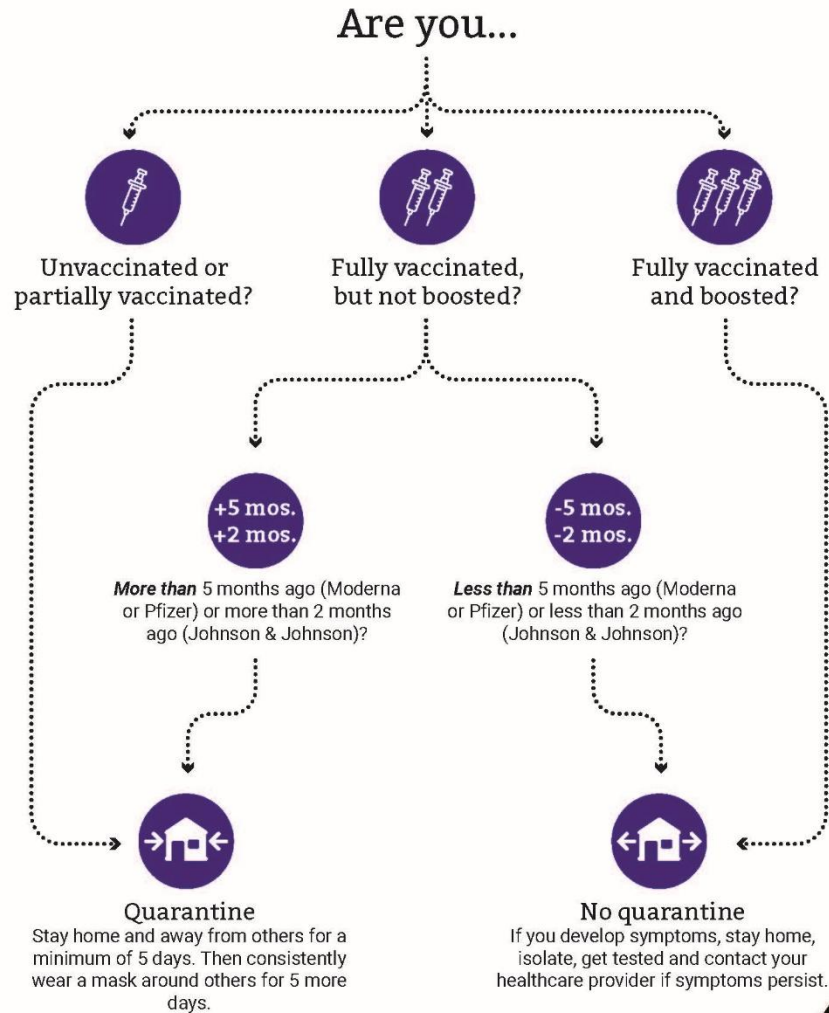 Are you...
Unvaccinated or
partially vaccinated?
Fully vaccinated,
but not boosted?
Fully vaccinated
and boosted?
+5 mos.
+2 mos.
More than 5 months ago (Moderna
or Pfizer) or more than 2 months
ago (Johnson & Johnson)?
-5 mos.
-2 mos.
Less than 5 months ago (Moderna
or Pfizer) or less than 2 months ago
(Johnson & Johnson)?
Quarantine
Stay home and away from others for a
minimum of 5 days. Then consistently
wear a mask around others for 5 more
days.
No quarantine
If you develop symptoms, stay home,
isolate, get tested and contact your
healthcare provider if symptoms persist.